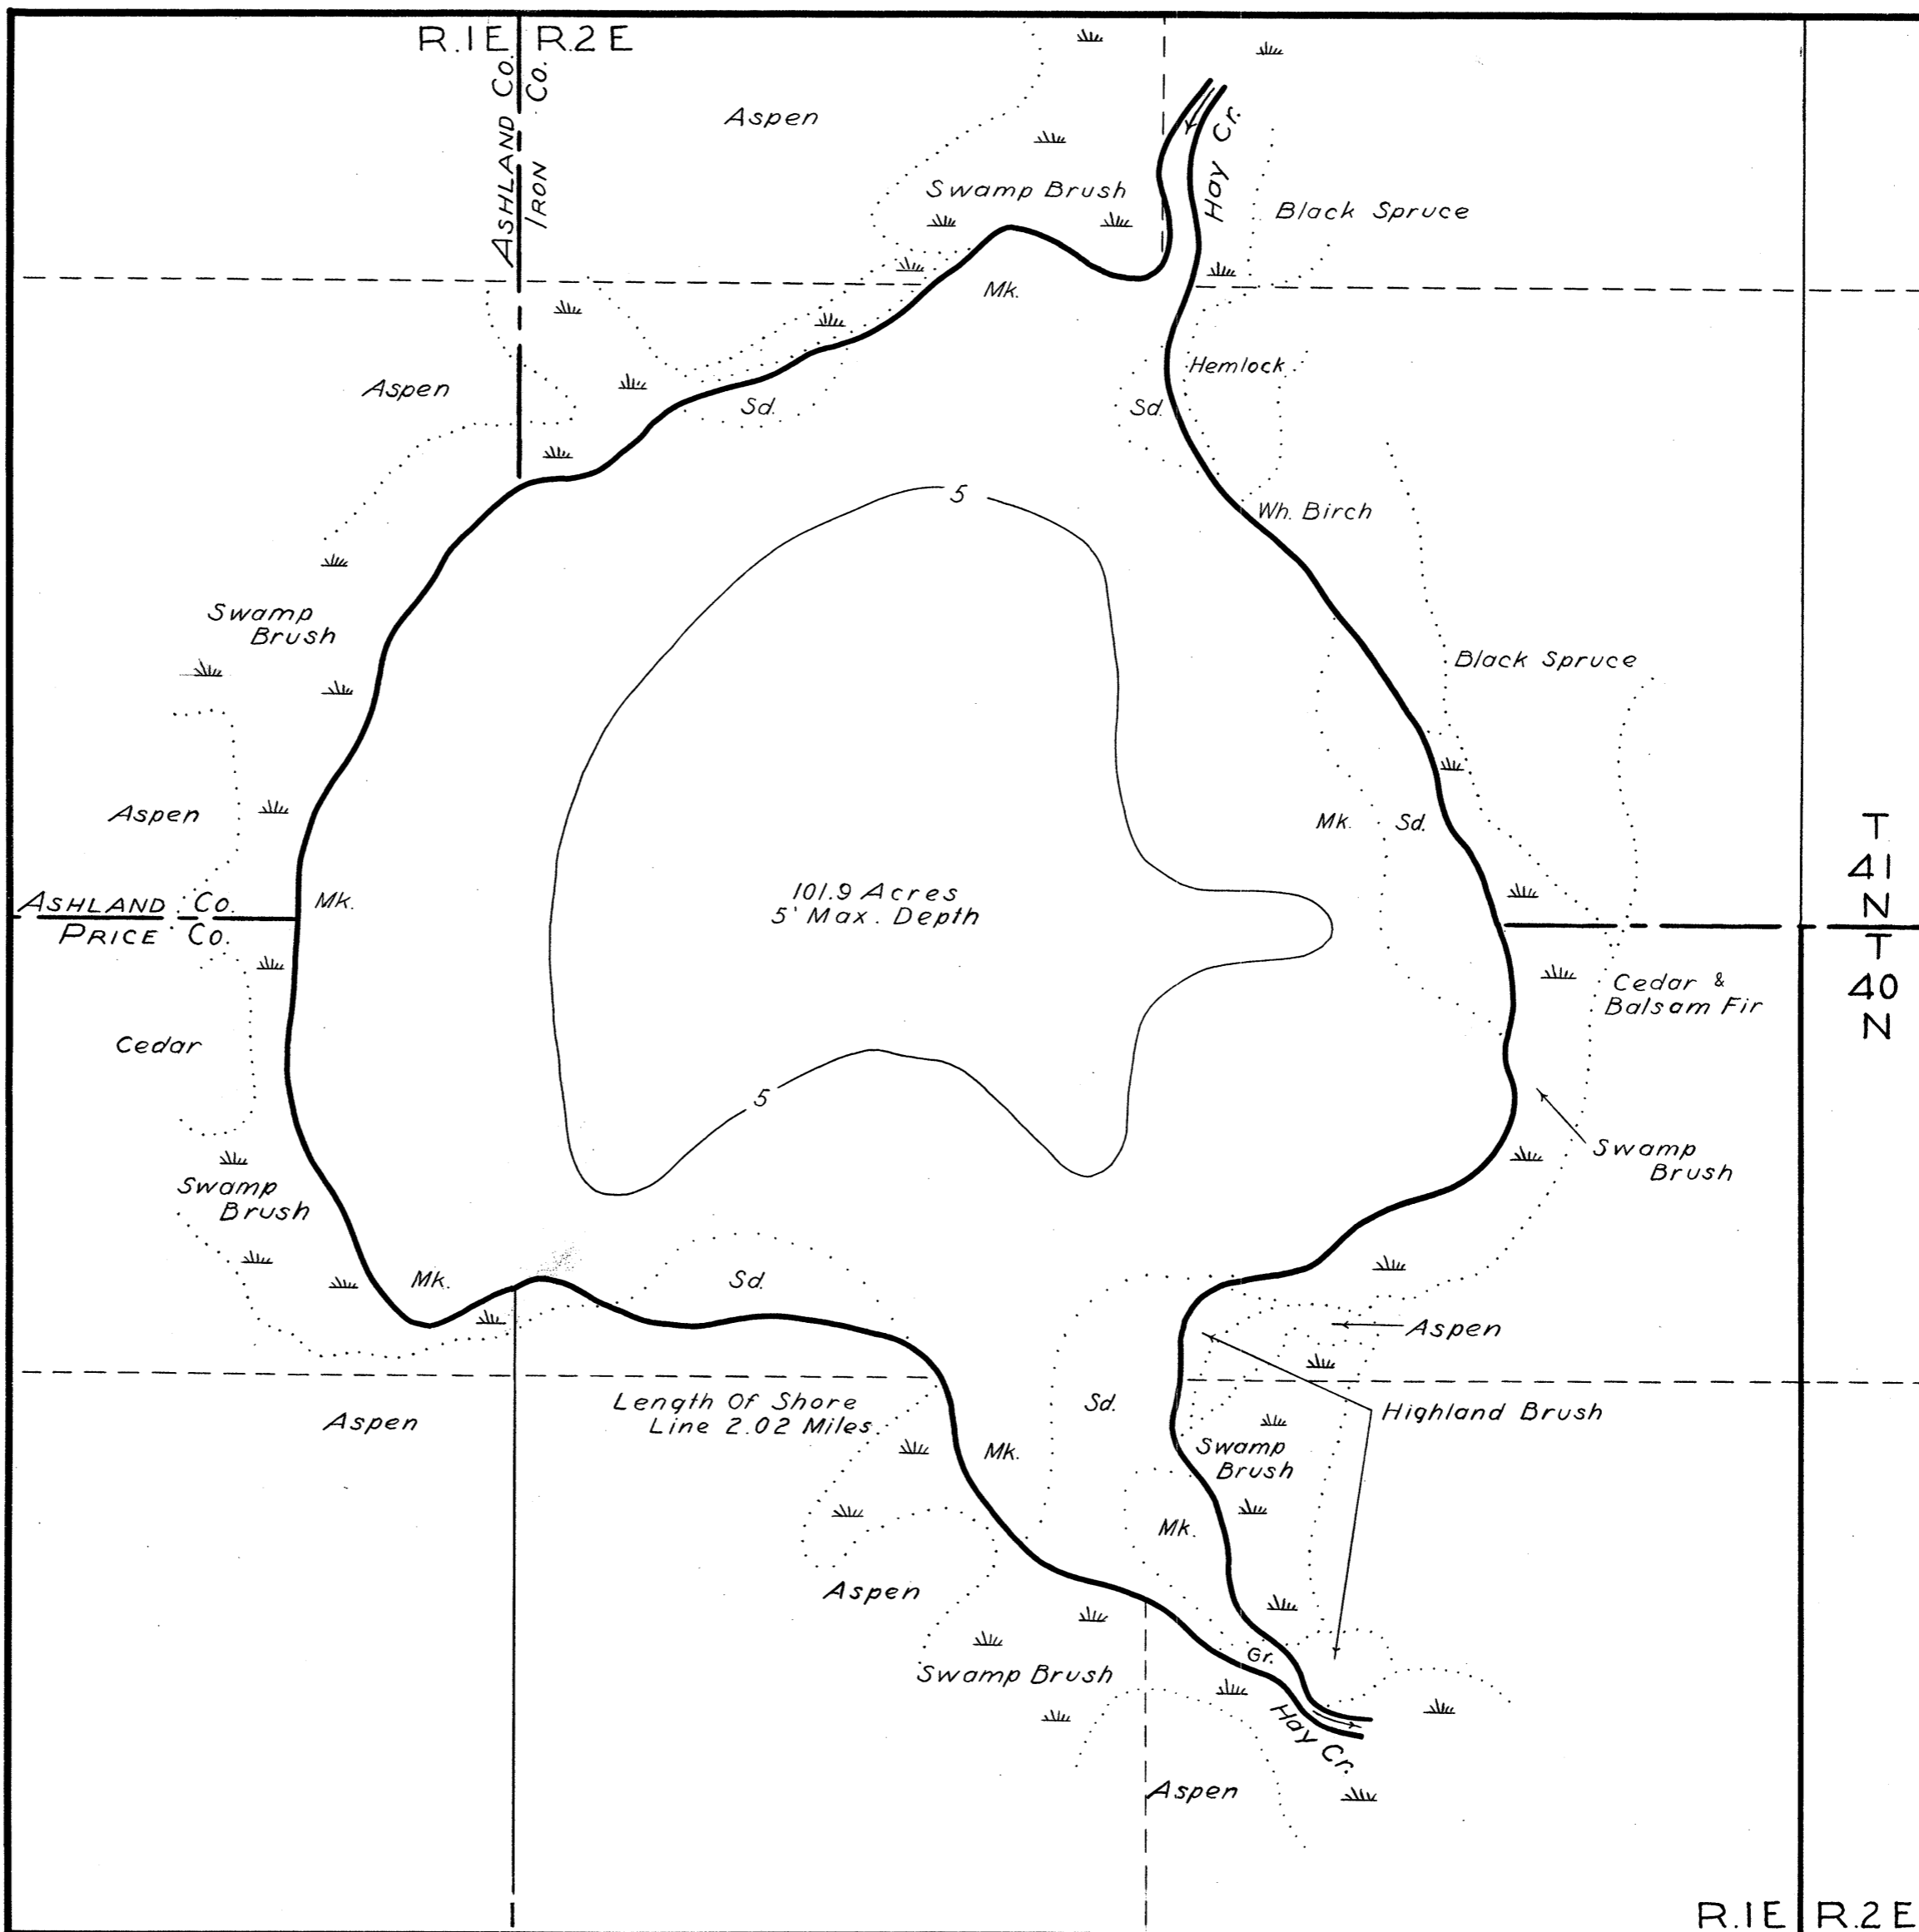 R.1E R.2E
ASHLAND CO.
IRON CO.
Aspen
Hay Cr.
Swamp Brush
Black Spruce
Mk.
Hemlock
Aspen
Sd.
Sd.
5
Wh. Birch
Swamp
Brush
Black Spruce
Aspen
Mk.
Sd.
T
41
N
101.9 Acres
5' Max. Depth
Mk.
ASHLAND CO.
PRICE CO.
T
40
N
Cedar &
Balsam Fir
Cedar
5
Swamp
Brush
Swamp
Brush
Mk.
Sd.
Aspen
Length Of Shore
Line 2.02 Miles
Aspen
Sd.
Highland Brush
Mk.
Swamp
Brush
Mk.
Aspen
Gr.
Swamp Brush
Hay Cr.
Aspen
R.1E R.2E